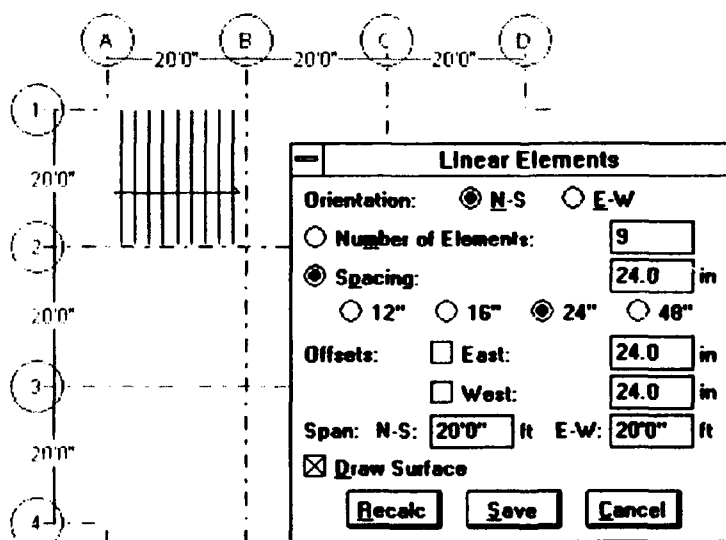 A B C D
20'0" 20'0" 20'0"
1
20'0"
2
20'0"
3
20'0"
4
Linear Elements
Orientation: N-S E-W
Number of Elements: 9
Spacing: 24.0 in
12" 16" 24" 48"
Offsets: East: 24.0 in
West: 24.0 in
Span: N-S: 20'0" ft E-W: 20'0" ft
Draw Surface
Recalc Save Cancel